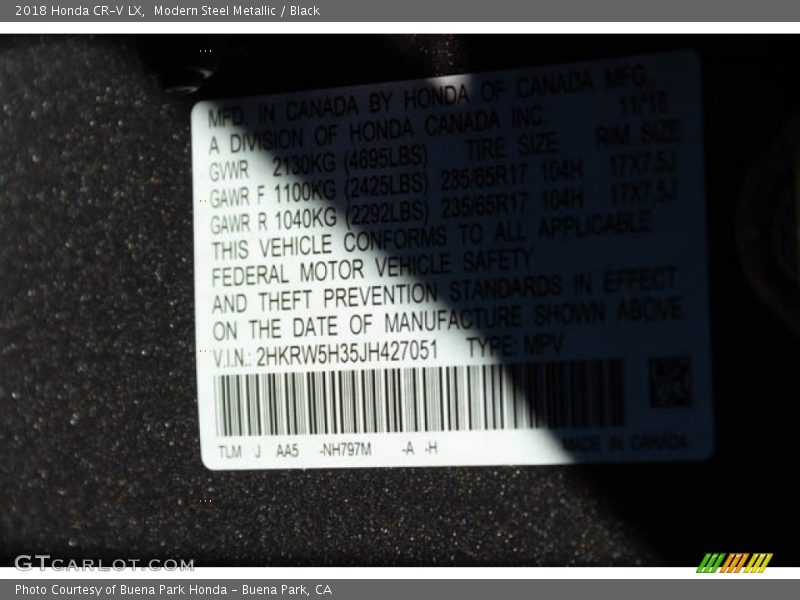 2018 Honda CR-V LX,  Modern Steel Metallic / Black
MFD. IN CANADA BY HONDA OF CANADA MFG.,
A DIVISION OF HONDA CANADA INC. 11/18
GVWR 2130KG (4695LBS) TIRE SIZE RIM SIZE
GAWR F 1100KG (2425LBS) 235/65R17 104H 17X7.5J
GAWR R 1040KG (2292LBS) 235/65R17 104H 17X7.5J
THIS VEHICLE CONFORMS TO ALL APPLICABLE
FEDERAL MOTOR VEHICLE SAFETY
AND THEFT PREVENTION STANDARDS IN EFFECT
ON THE DATE OF MANUFACTURE SHOWN ABOVE.
V.I.N.: 2HKRW5H35JH427051 TYPE: MPV
TLM J AA5 -NH797M -A -H MADE IN CANADA
GTCARLOT.COM
Photo Courtesy of Buena Park Honda - Buena Park, CA